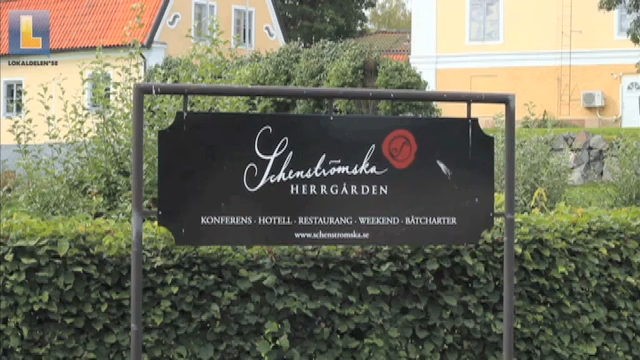 L
LOKALDELEN.SE
Schenströmska
HERRGÅRDEN
KONFERENS · HOTELL · RESTAURANG · WEEKEND · BÅTCHARTER
www.schenstromska.se